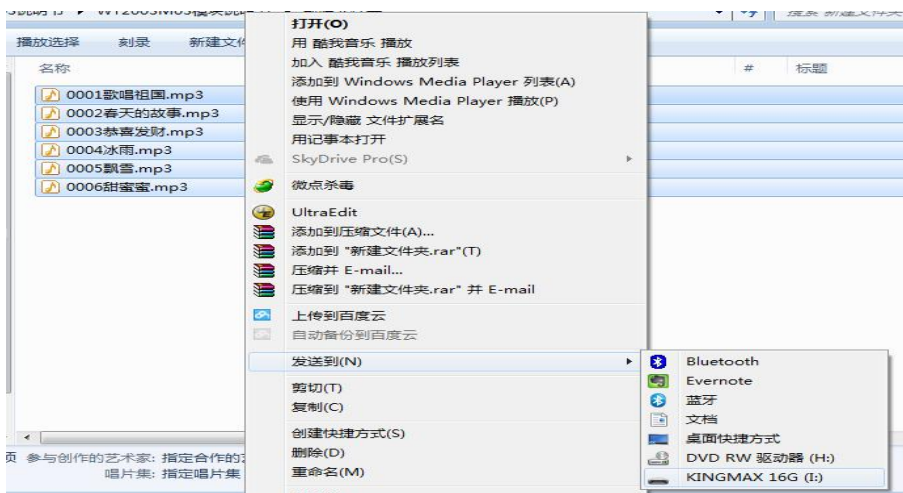 播放选择 刻录 新建文件
名称 # 标题
0001歌唱祖国.mp3
0002春天的故事.mp3
0003恭喜发财.mp3
0004冰雨.mp3
0005飘雪.mp3
0006甜蜜蜜.mp3
打开(O)
用 酷我音乐 播放
加入 酷我音乐 播放列表
添加到 Windows Media Player 列表(A)
使用 Windows Media Player 播放(P)
显示/隐藏 文件扩展名
用记事本打开
SkyDrive Pro(S)
微点杀毒
UltraEdit
添加到压缩文件(A)...
添加到 "新建文件夹.rar"(T)
压缩并 E-mail...
压缩到 "新建文件夹.rar" 并 E-mail
上传到百度云
自动备份到百度云
发送到(N)
剪切(T)
复制(C)
创建快捷方式(S)
删除(D)
重命名(M)
Bluetooth
Evernote
蓝牙
文档
桌面快捷方式
DVD RW 驱动器 (H:)
KINGMAX 16G (I:)
页 参与创作的艺术家: 指定合作的
唱片集: 指定唱片集